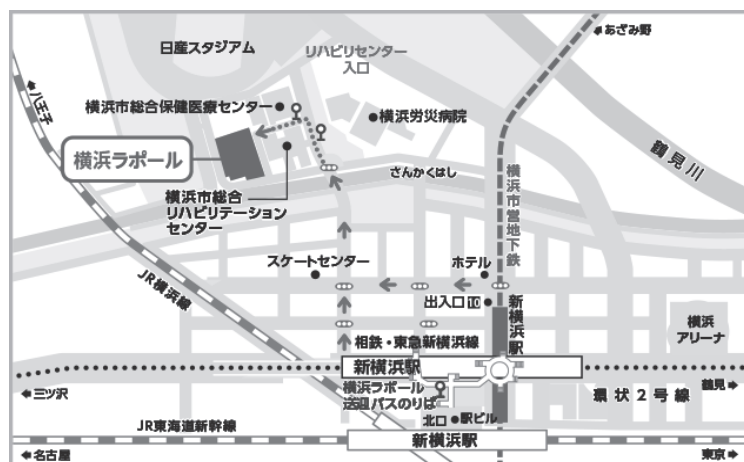 日産スタジアム
リハビリセンター
入口
あざみ野
八王子
横浜市総合保健医療センター
横浜労災病院
横浜ラポール
鶴見川
さんかくはし
横浜市営地下鉄
横浜市総合
リハビリテーション
センター
JR横浜線
スケートセンター
ホテル
出入口10
新横浜駅
横浜
アリーナ
相鉄・東急新横浜線
新横浜駅
三ツ沢
横浜ラポール
送迎バスのりば
環状2号線
鶴見
北口
駅ビル
JR東海道新幹線
新横浜駅
名古屋
東京